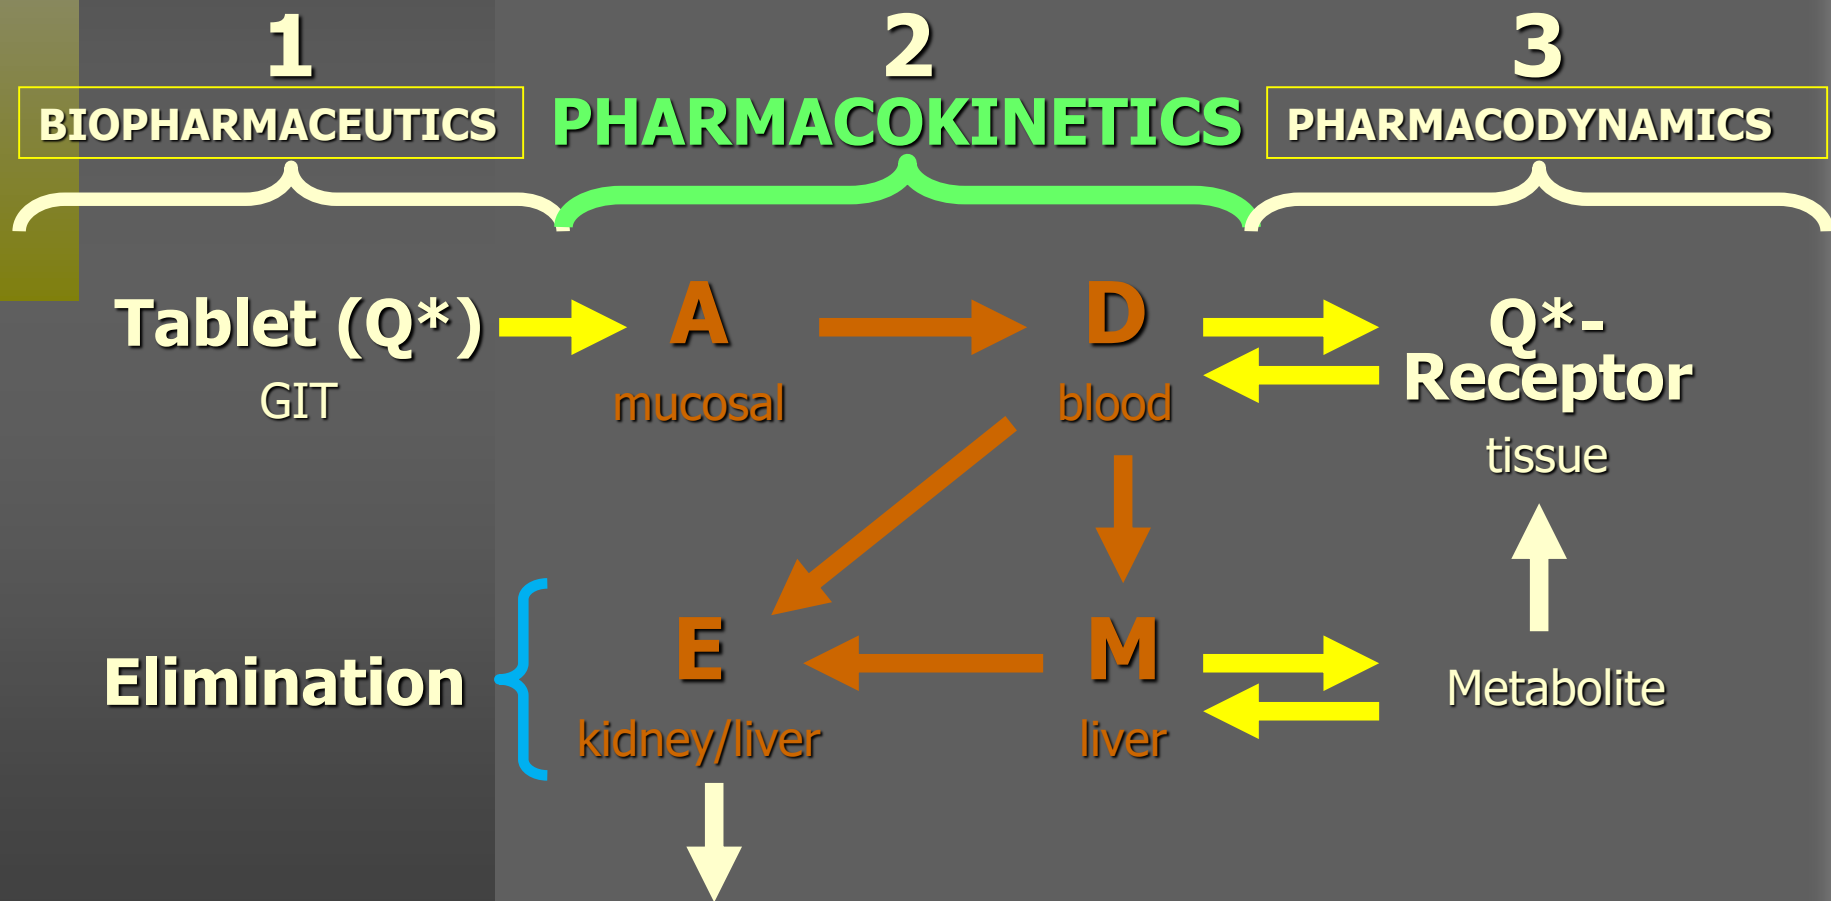 1 2 3
BIOPHARMACEUTICS PHARMACOKINETICS PHARMACODYNAMICS
Tablet (Q*) A D Q*-
Receptor
GIT mucosal blood
tissue
Elimination E M Metabolite
kidney/liver liver